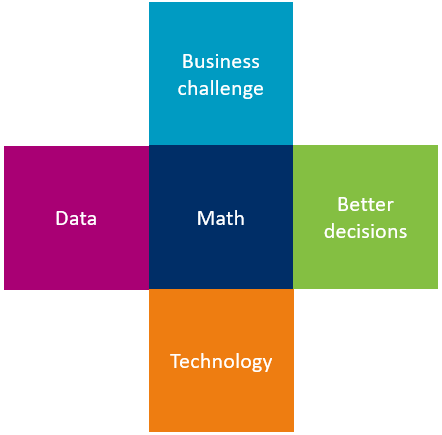 Business
challenge
Data
Math
Better
decisions
Technology